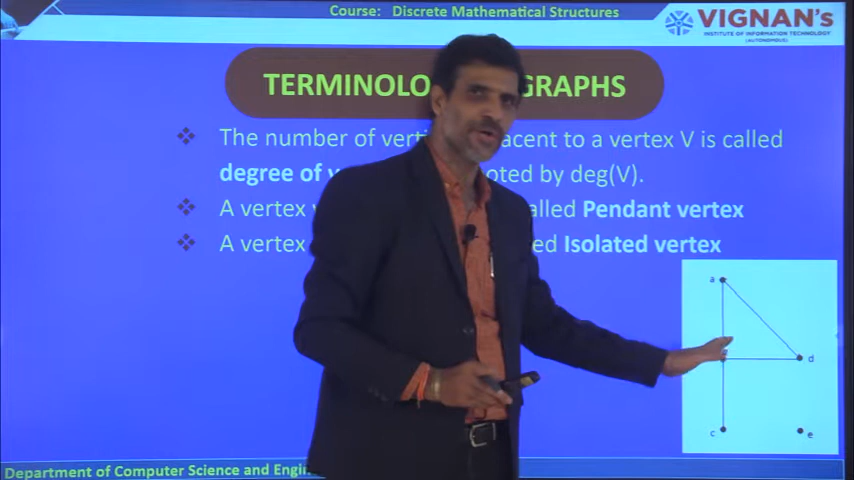 Course: Discrete Mathematical Structures
VIGNAN's
INSTITUTE OF INFORMATION TECHNOLOGY
(AUTONOMOUS)
TERMINOLO GRAPHS
The number of verti acent to a vertex V is called
degree of v oted by deg(V).
A vertex alled Pendant vertex
A vertex ed Isolated vertex
a
d
c
e
Department of Computer Science and Engin